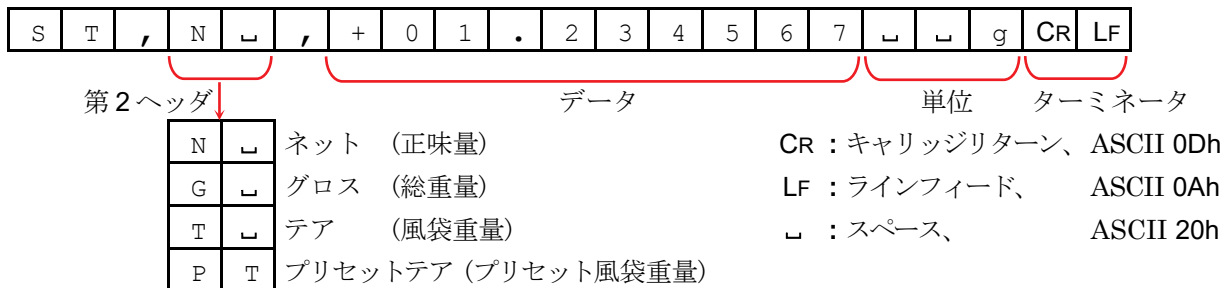 S T , N ␣ , + 0 1 . 2 3 4 5 6 7 ␣ ␣ g CR LF
第2ヘッダ データ 単位 ターミネータ
N ␣ ネット (正味量) CR : キャリッジリターン、 ASCII 0Dh
G ␣ グロス (総重量) LF : ラインフィード、 ASCII 0Ah
T ␣ テア (風袋重量) ␣ : スペース、 ASCII 20h
P T プリセットテア (プリセット風袋重量)